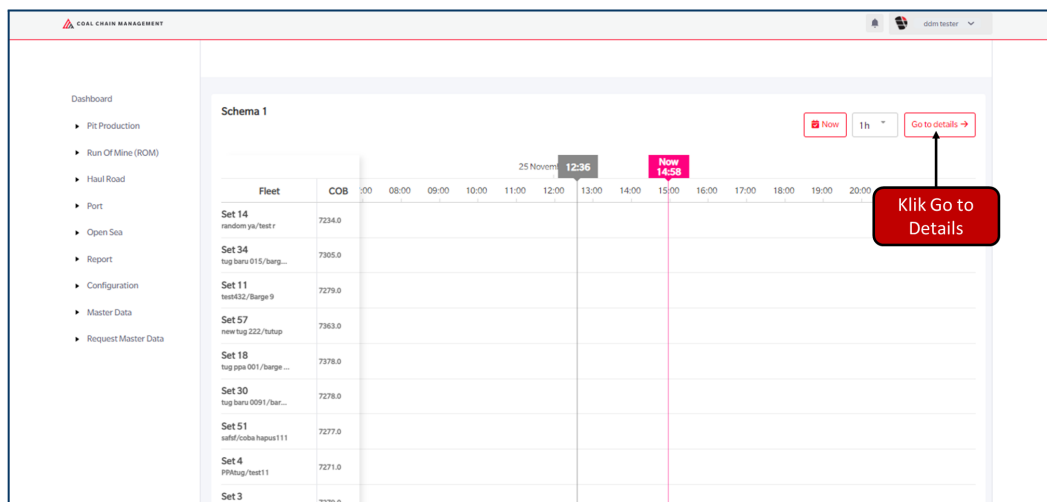 COAL CHAIN MANAGEMENT
ddm tester
Dashboard
Pit Production
Run Of Mine (ROM)
Haul Road
Port
Open Sea
Report
Configuration
Master Data
Request Master Data
Schema 1
Now
1h
Go to details →
25 Novem
12:36
Now
14:58
Fleet COB :00 08:00 09:00 10:00 11:00 12:00 13:00 14:00 15:00 16:00 17:00 18:00 19:00 20:00
Klik Go to
Details
Set 14
random ya/test r
7234.0
Set 34
tug baru 015/barg...
7305.0
Set 11
test432/Barge 9
7279.0
Set 57
new tug 222/tutup
7363.0
Set 18
tug ppa 001/barge ...
7378.0
Set 30
tug baru 0091/bar...
7278.0
Set 51
safsf/coba hapus111
7277.0
Set 4
PPAtug/test11
7271.0
Set 3